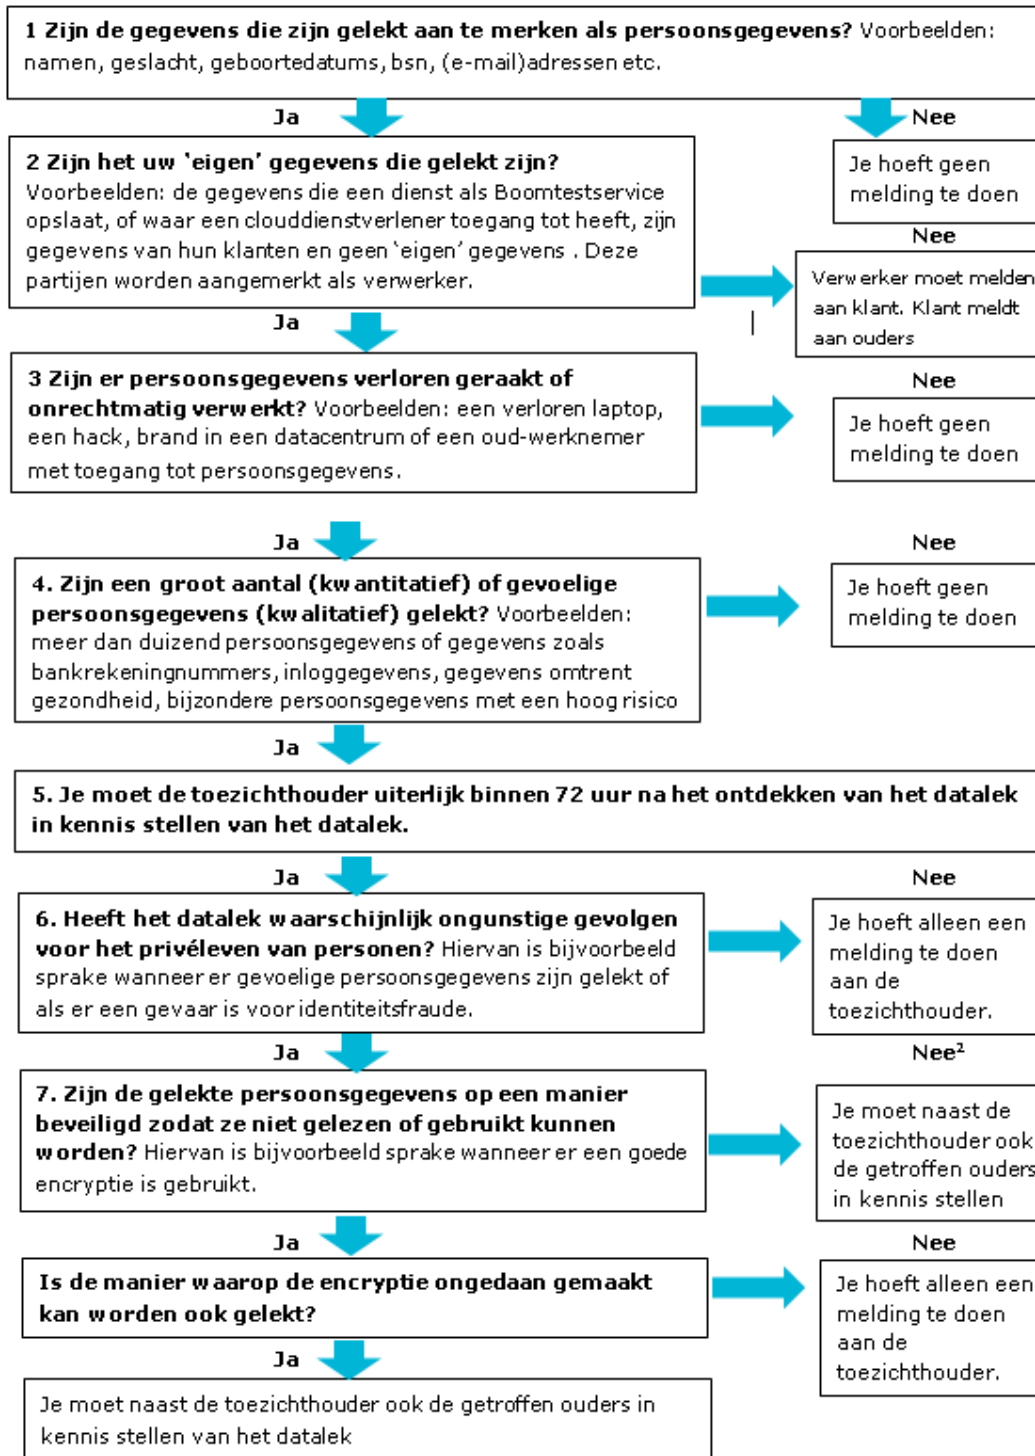 1 Zijn de gegevens die zijn gelekt aan te merken als persoonsgegevens? Voorbeelden:
namen, geslacht, geboortedatums, bsn, (e-mail)adressen etc.
Ja
Nee
2 Zijn het uw ‘eigen’ gegevens die gelekt zijn?
Voorbeelden: de gegevens die een dienst als Boomtestservice
opslaat, of waar een clouddienstverlener toegang tot heeft, zijn
gegevens van hun klanten en geen ‘eigen’ gegevens . Deze
partijen worden aangemerkt als verwerker.
Je hoeft geen
melding te doen
Nee
Verwerker moet melden
aan klant. Klant meldt
aan ouders
Ja
3 Zijn er persoonsgegevens verloren geraakt of
onrechtmatig verwerkt? Voorbeelden: een verloren laptop,
een hack, brand in een datacentrum of een oud-werknemer
met toegang tot persoonsgegevens.
Nee
Je hoeft geen
melding te doen
Ja
4. Zijn een groot aantal (kwantitatief) of gevoelige
persoonsgegevens (kwalitatief) gelekt? Voorbeelden:
meer dan duizend persoonsgegevens of gegevens zoals
bankrekeningnummers, inloggegevens, gegevens omtrent
gezondheid, bijzondere persoonsgegevens met een hoog risico
Nee
Je hoeft geen
melding te doen
Ja
5. Je moet de toezichthouder uiterlijk binnen 72 uur na het ontdekken van het datalek
in kennis stellen van het datalek.
Ja
6. Heeft het datalek waarschijnlijk ongunstige gevolgen
voor het privéleven van personen? Hiervan is bijvoorbeeld
sprake wanneer er gevoelige persoonsgegevens zijn gelekt of
als er een gevaar is voor identiteitsfraude.
Nee
Je hoeft alleen een
melding te doen
aan de
toezichthouder.
Ja
7. Zijn de gelekte persoonsgegevens op een manier
beveiligd zodat ze niet gelezen of gebruikt kunnen
worden? Hiervan is bijvoorbeeld sprake wanneer er een goede
encryptie is gebruikt.
Nee²
Je moet naast de
toezichthouder ook
de getroffen ouders
in kennis stellen
Ja
Is de manier waarop de encryptie ongedaan gemaakt
kan worden ook gelekt?
Nee
Je hoeft alleen een
melding te doen
aan de
toezichthouder.
Ja
Je moet naast de toezichthouder ook de getroffen ouders in
kennis stellen van het datalek